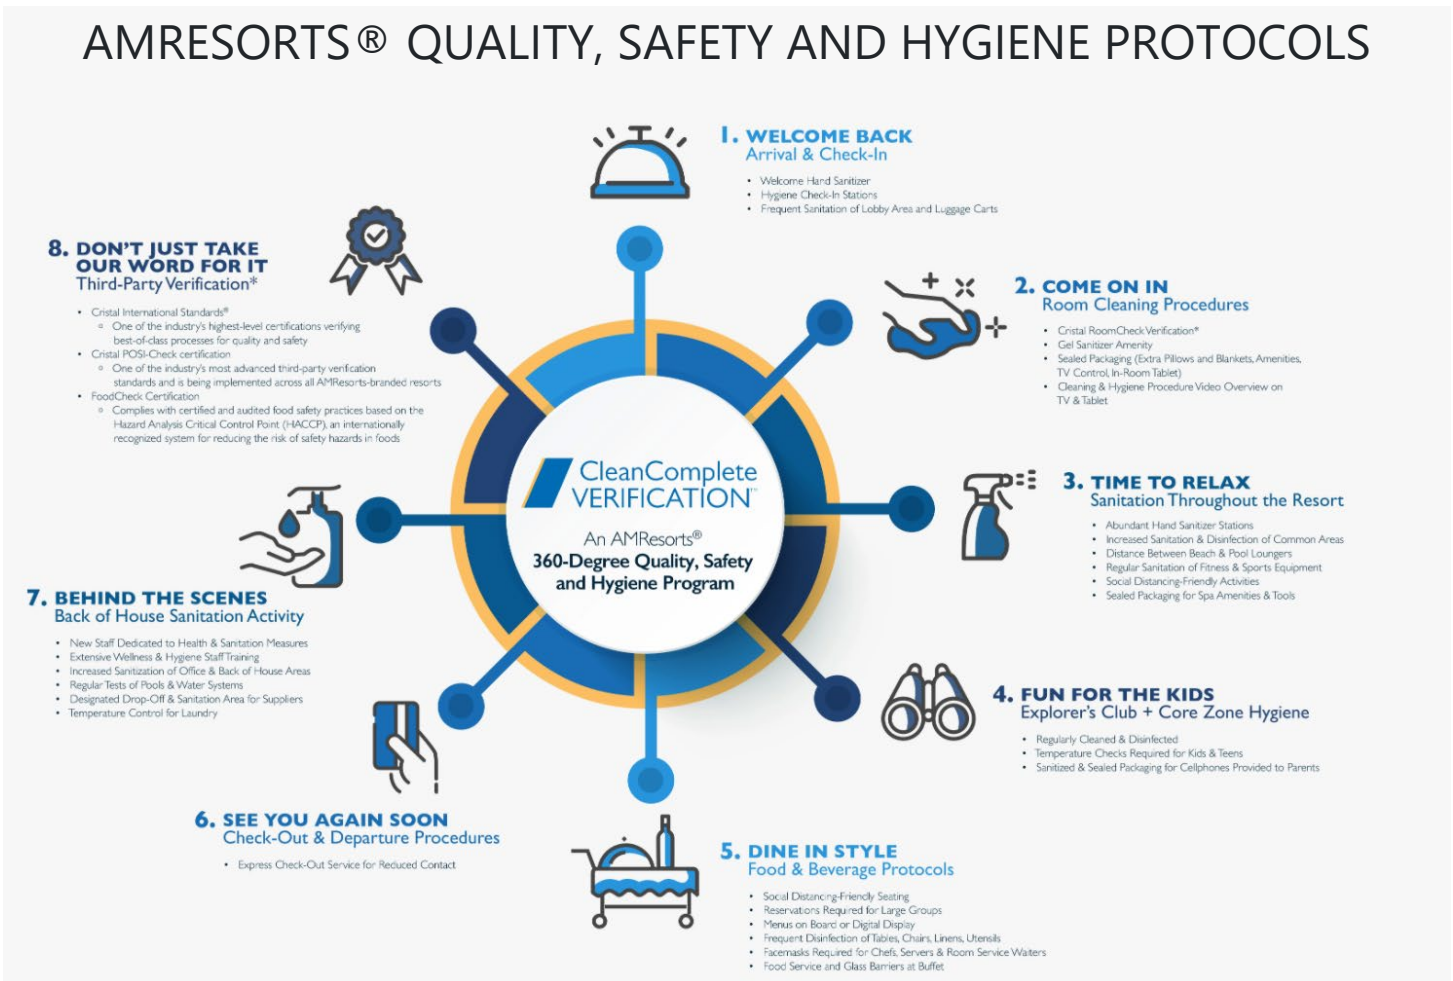 AMRESORTS® QUALITY, SAFETY AND HYGIENE PROTOCOLS
1. WELCOME BACK
Arrival & Check-In
• Welcome Hand Sanitizer
• Hygiene Check-In Stations
• Frequent Sanitation of Lobby Area and Luggage Carts
2. COME ON IN
Room Cleaning Procedures
• Cristal RoomCheck Verification*
• Gel Sanitizer Amenity
• Sealed Packaging (Extra Pillows and Blankets, Amenities,
TV Control, In-Room Tablet)
• Cleaning & Hygiene Procedure Video Overview on
TV & Tablet
3. TIME TO RELAX
Sanitation Throughout the Resort
• Abundant Hand Sanitizer Stations
• Increased Sanitation & Disinfection of Common Areas
• Distance Between Beach & Pool Loungers
• Regular Sanitation of Fitness & Sports Equipment
• Social Distancing-Friendly Activities
• Sealed Packaging for Spa Amenities & Tools
4. FUN FOR THE KIDS
Explorer's Club + Core Zone Hygiene
• Regularly Cleaned & Disinfected
• Temperature Checks Required for Kids & Teens
• Sanitized & Sealed Packaging for Cellphones Provided to Parents
5. DINE IN STYLE
Food & Beverage Protocols
• Social Distancing-Friendly Seating
• Reservations Required for Large Groups
• Menus on Board or Digital Display
• Frequent Disinfection of Tables, Chairs, Linens, Utensils
• Facemasks Required for Chefs, Servers & Room Service Waiters
• Food Service and Glass Barriers at Buffet
6. SEE YOU AGAIN SOON
Check-Out & Departure Procedures
• Express Check-Out Service for Reduced Contact
7. BEHIND THE SCENES
Back of House Sanitation Activity
• New Staff Dedicated to Health & Sanitation Measures
• Extensive Wellness & Hygiene Staff Training
• Increased Sanitization of Office & Back of House Areas
• Regular Tests of Pools & Water Systems
• Designated Drop-Off & Sanitation Area for Suppliers
• Temperature Control for Laundry
8. DON'T JUST TAKE
OUR WORD FOR IT
Third-Party Verification*
• Cristal International Standards®
○ One of the industry's highest-level certifications verifying
best-of-class processes for quality and safety
• Cristal POSI-Check certification
○ One of the industry's most advanced third-party verification
standards and is being implemented across all AMResorts-branded resorts
• FoodCheck Certification
○ Complies with certified and audited food safety practices based on the
Hazard Analysis Critical Control Point (HACCP), an internationally
recognized system for reducing the risk of safety hazards in foods
CleanComplete
VERIFICATION™
An AMResorts®
360-Degree Quality, Safety
and Hygiene Program